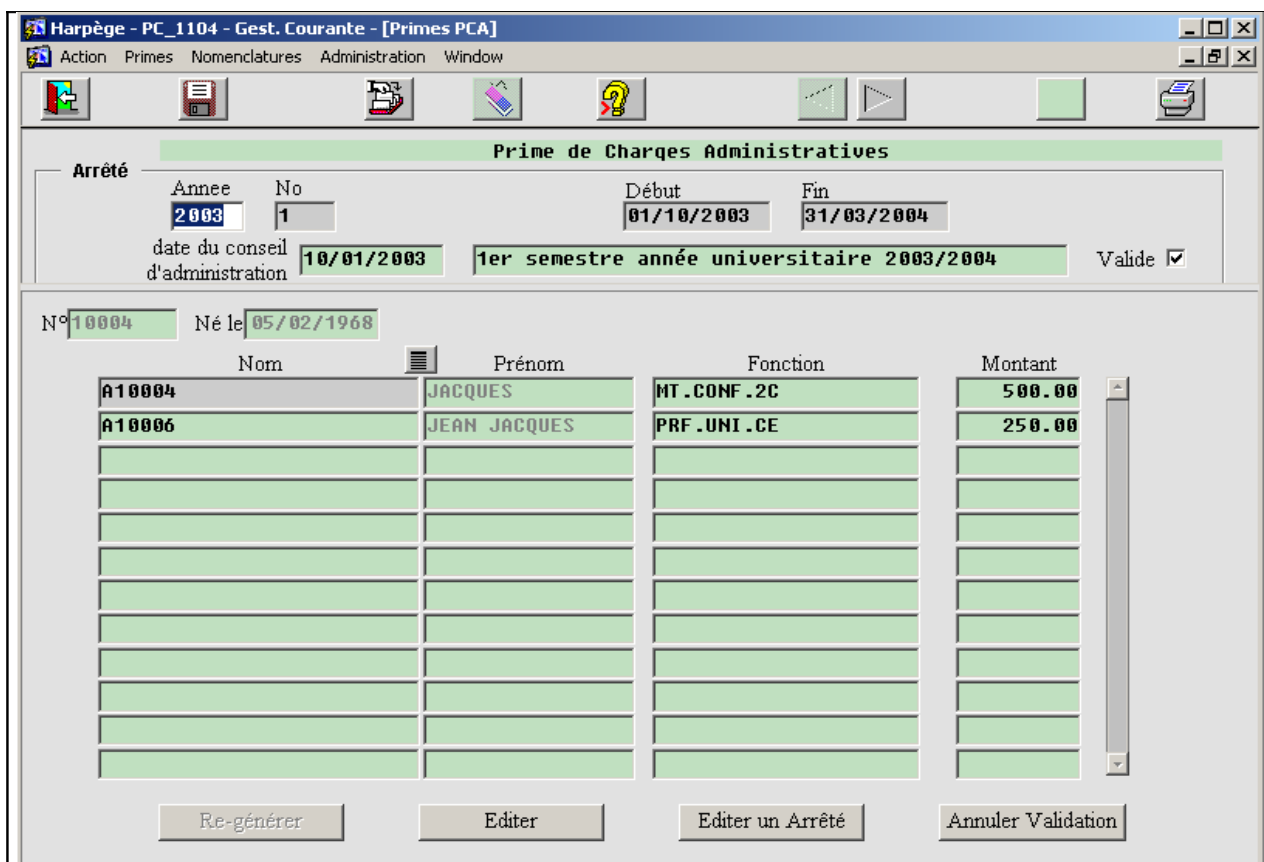 Harpège - PC_1104 - Gest. Courante - [Primes PCA]
Action Primes Nomenclatures Administration Window
Prime de Charges Administratives
Arrêté
Annee No Début Fin
2003 1 01/10/2003 31/03/2004
date du conseil d'administration 10/01/2003 1er semestre année universitaire 2003/2004 Valide
N° 10004 Né le 05/02/1968
Nom Prénom Fonction Montant
A10004 JACQUES MT.CONF.2C 500.00
A10006 JEAN JACQUES PRF.UNI.CE 250.00
Re-générer Editer Editer un Arrêté Annuler Validation